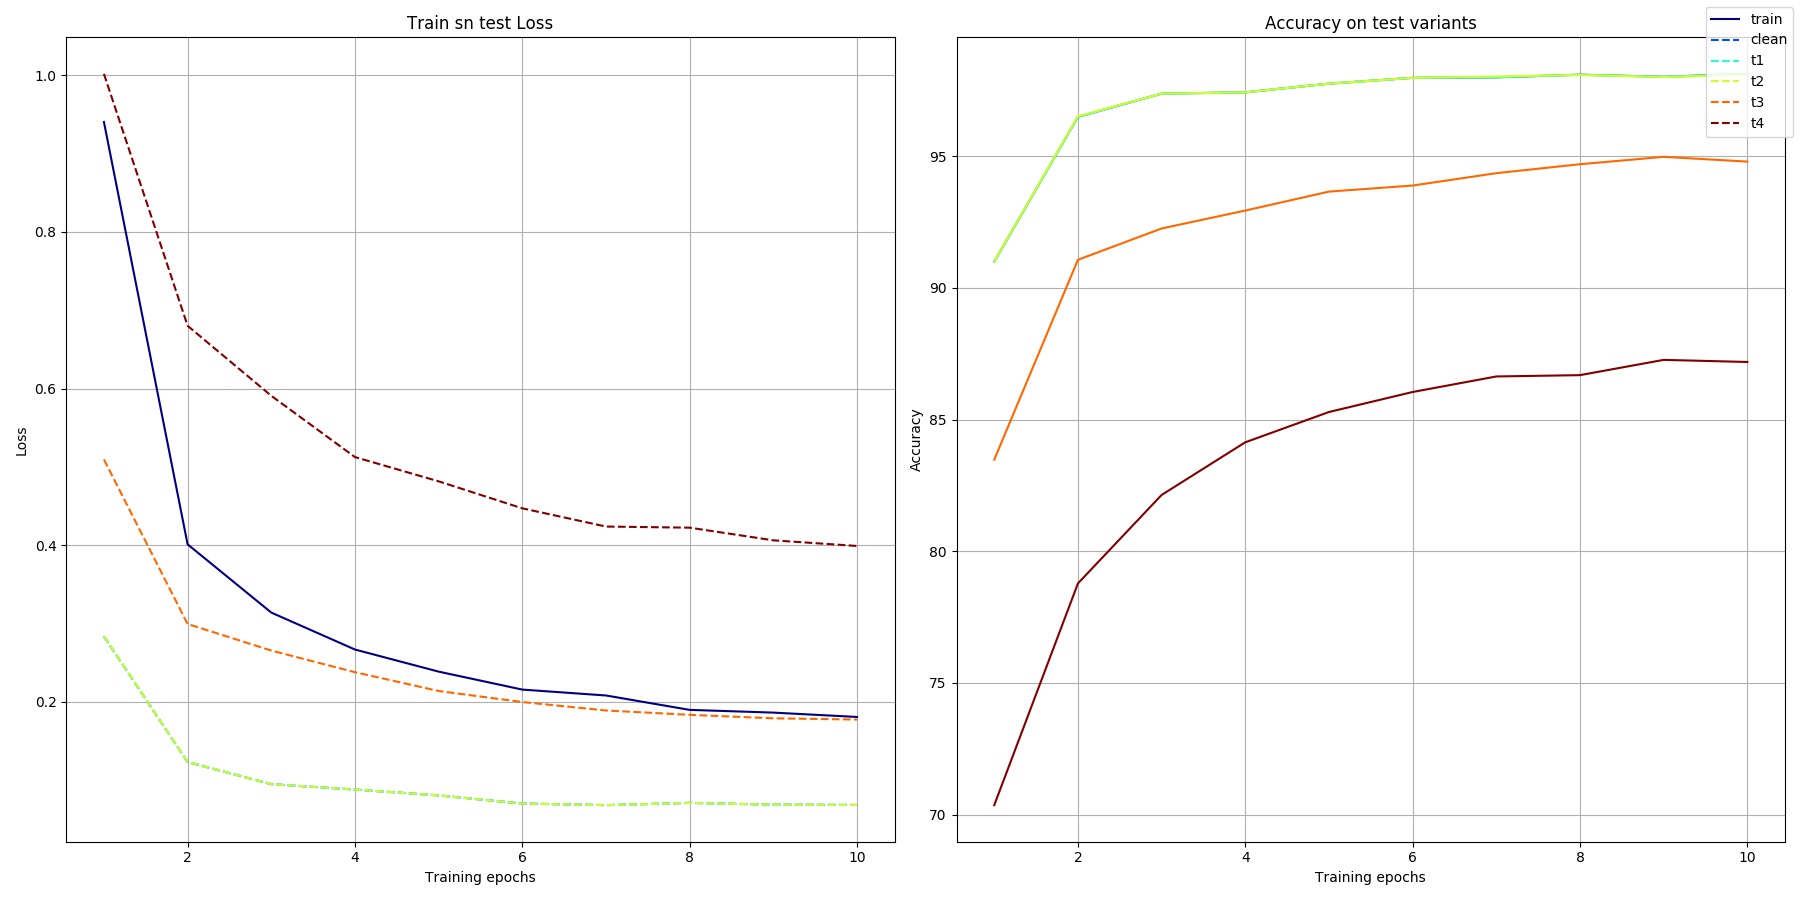 Train sn test Loss
1.0
0.8
0.6
0.4
0.2
Loss
2 4 6 8 10
Training epochs
Accuracy on test variants
95
90
85
80
75
70
Accuracy
2 4 6 8 10
Training epochs
train
clean
t1
t2
t3
t4